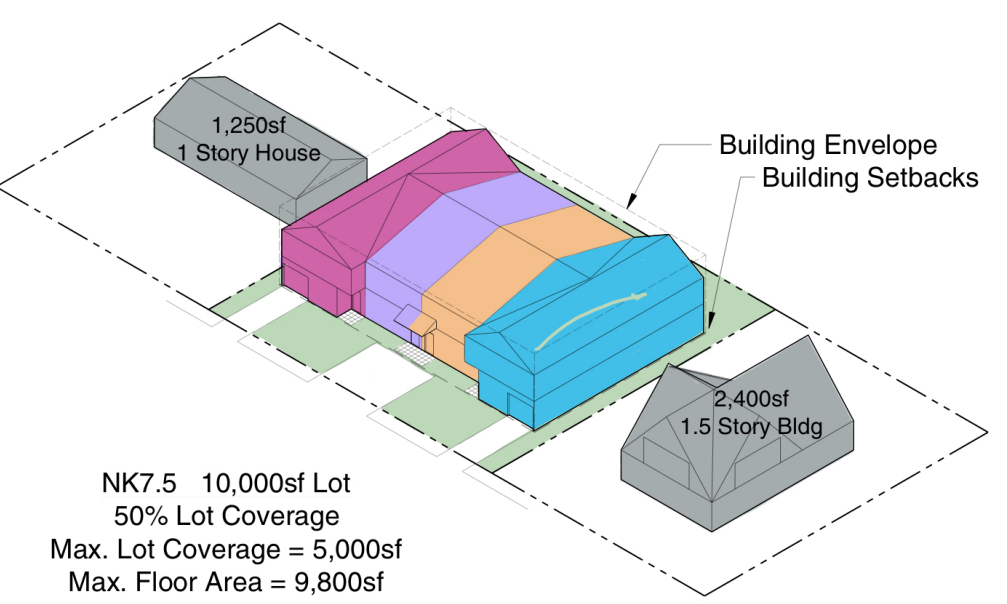 1,250sf
1 Story House
Building Envelope
Building Setbacks
2,400sf
1.5 Story Bldg
NK7.5 10,000sf Lot
50% Lot Coverage
Max. Lot Coverage = 5,000sf
Max. Floor Area = 9,800sf